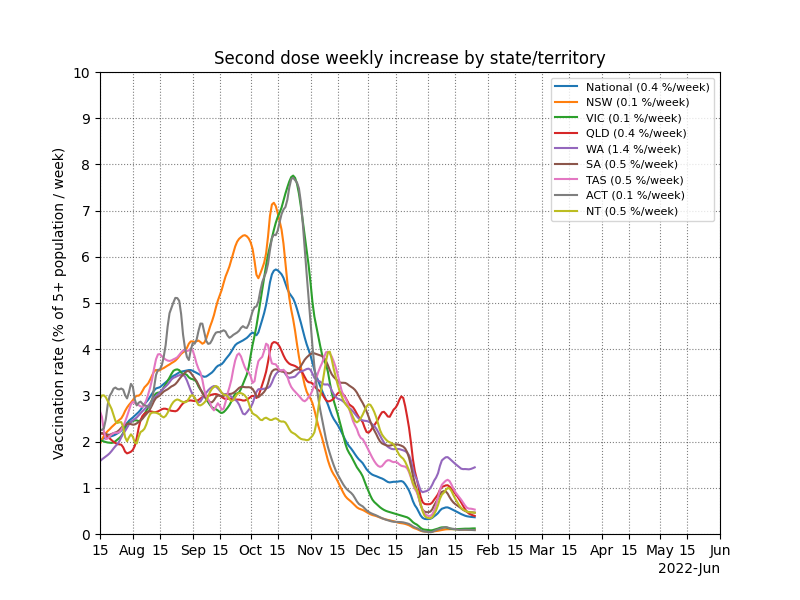 Second dose weekly increase by state/territory
Vaccination rate (% of 5+ population / week)
10
9
8
7
6
5
4
3
2
1
0
National (0.4 %/week)
NSW (0.1 %/week)
VIC (0.1 %/week)
QLD (0.4 %/week)
WA (1.4 %/week)
SA (0.5 %/week)
TAS (0.5 %/week)
ACT (0.1 %/week)
NT (0.5 %/week)
15 Aug 15 Sep 15 Oct 15 Nov 15 Dec 15 Jan 15 Feb 15 Mar 15 Apr 15 May 15 Jun
2022-Jun